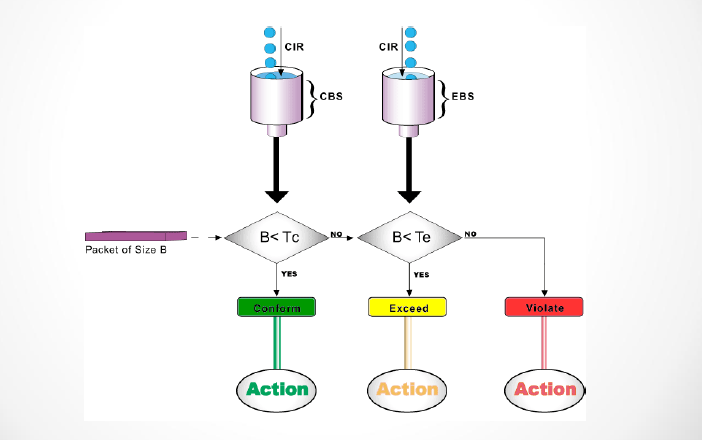 CIR
CIR
CBS
EBS
B< Tc
NO
B< Te
NO
Packet of Size B
YES
YES
Conform
Exceed
Violate
Action
Action
Action